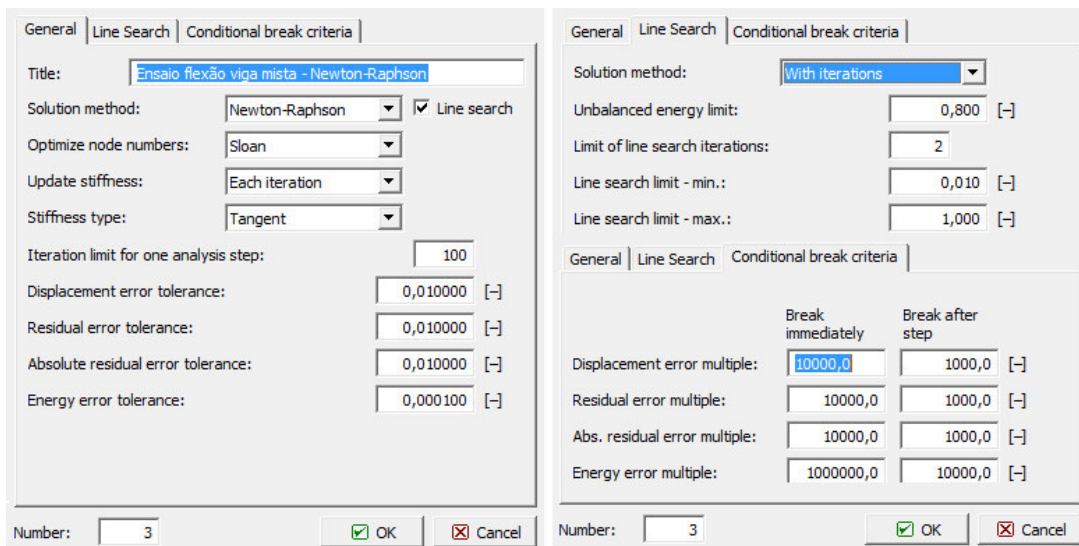 General Line Search Conditional break criteria
Title: Ensaio flexão viga mista - Newton-Raphson
Solution method: Newton-Raphson Line search
Optimize node numbers: Sloan
Update stiffness: Each iteration
Stiffness type: Tangent
Iteration limit for one analysis step: 100
Displacement error tolerance: 0,010000 [–]
Residual error tolerance: 0,010000 [–]
Absolute residual error tolerance: 0,010000 [–]
Energy error tolerance: 0,000100 [–]
Number: 3 OK Cancel
General Line Search Conditional break criteria
Solution method: With iterations
Unbalanced energy limit: 0,800 [–]
Limit of line search iterations: 2
Line search limit - min.: 0,010 [–]
Line search limit - max.: 1,000 [–]
General Line Search Conditional break criteria
Break immediately Break after step
Displacement error multiple: 10000,0 1000,0 [–]
Residual error multiple: 10000,0 1000,0 [–]
Abs. residual error multiple: 10000,0 1000,0 [–]
Energy error multiple: 1000000,0 10000,0 [–]
Number: 3 OK Cancel